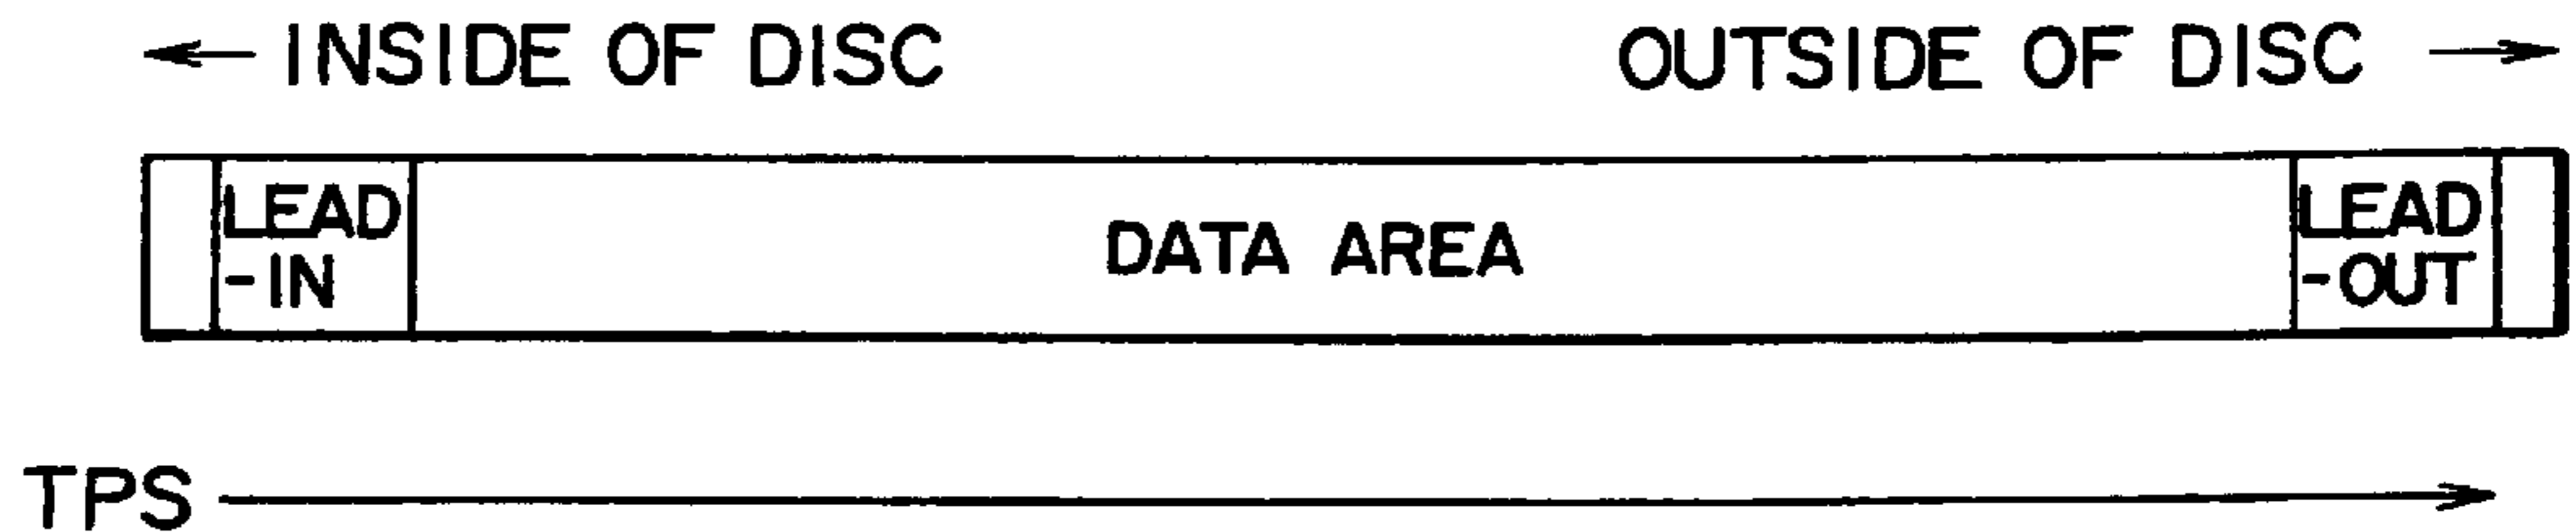 INSIDE OF DISC
OUTSIDE OF DISC
LEAD
-IN
DATA AREA
LEAD
-OUT
TPS